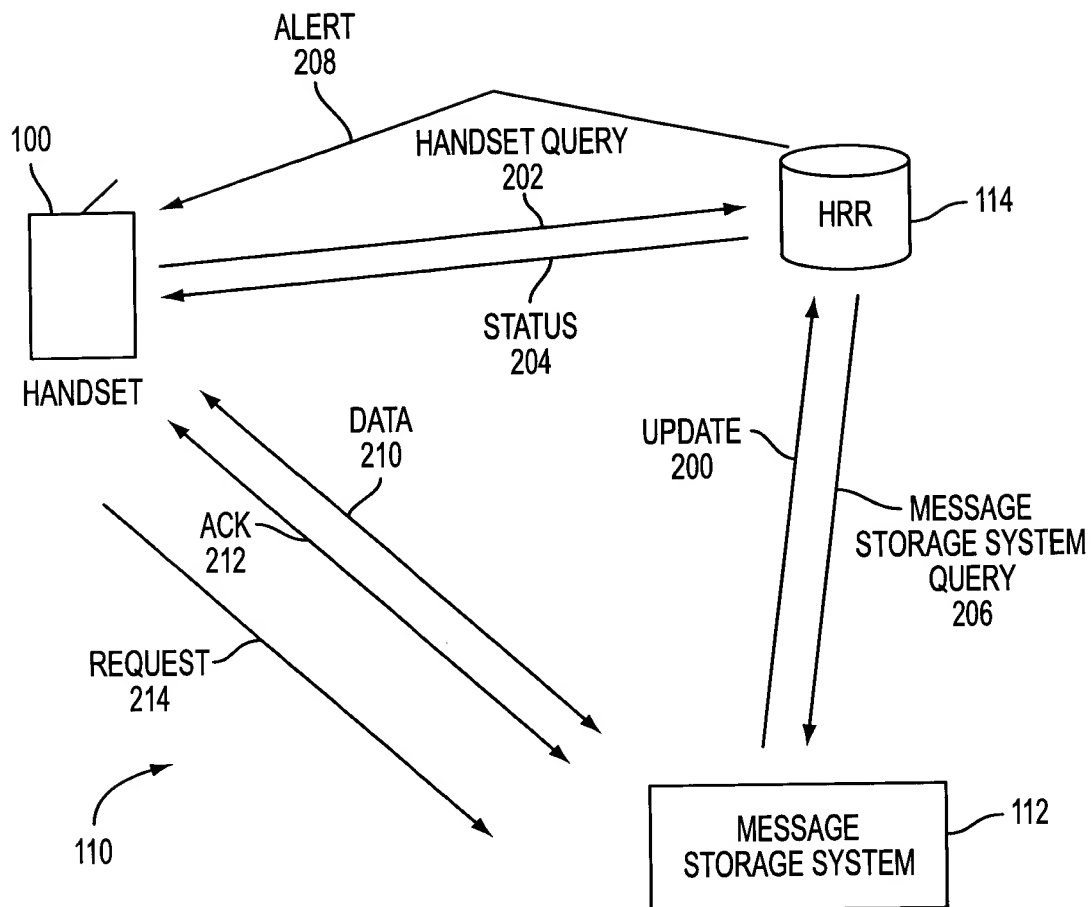 ALERT
208
100
HANDSET QUERY
202
HRR
114
STATUS
204
HANDSET
DATA
210
UPDATE
200
ACK
212
MESSAGE
STORAGE SYSTEM
QUERY
206
REQUEST
214
110
MESSAGE
STORAGE SYSTEM
112